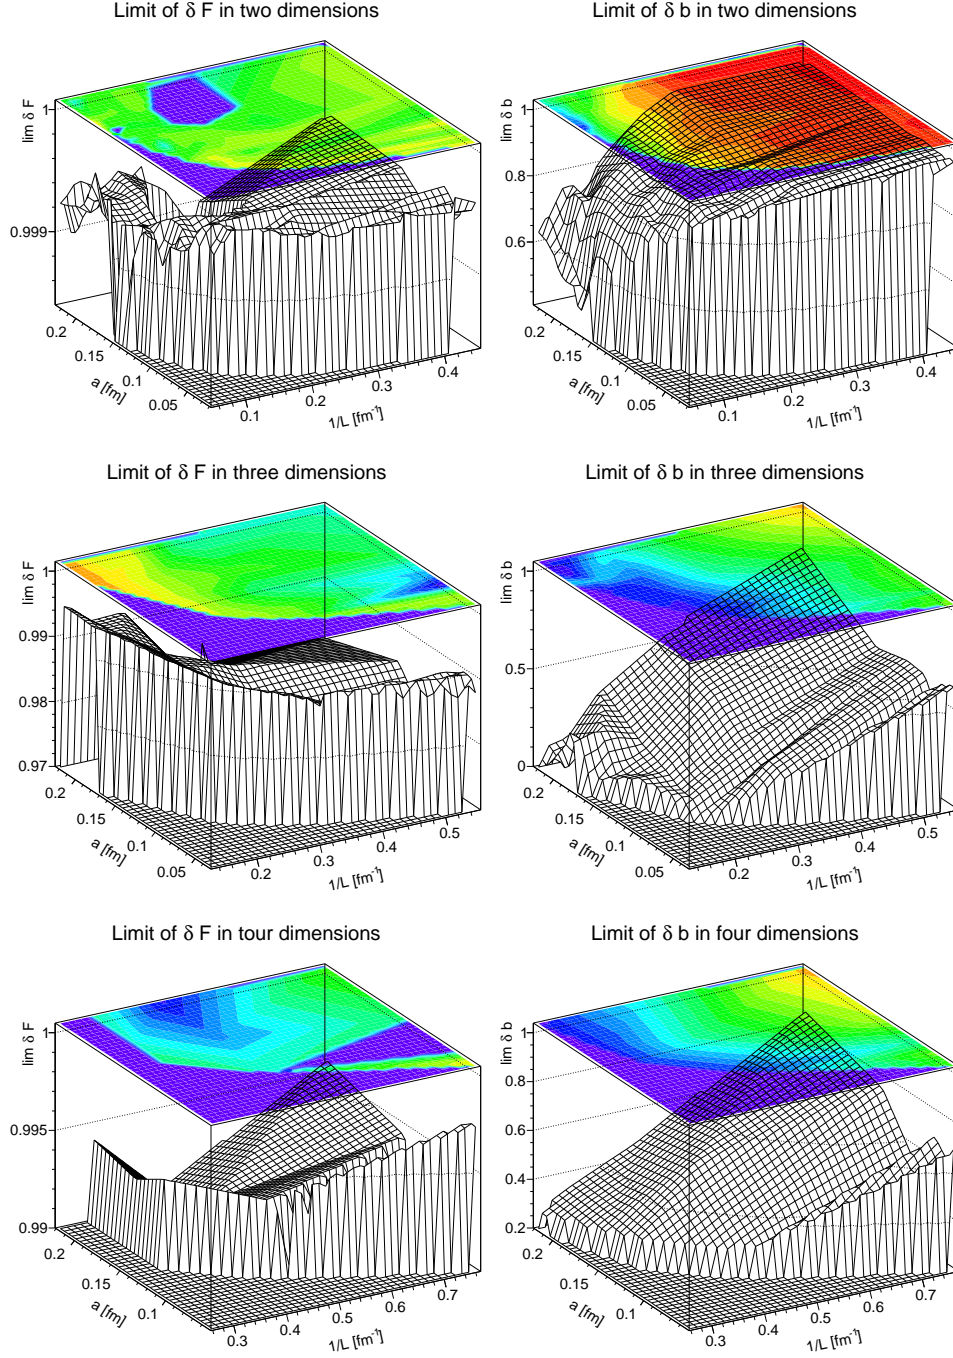 Limit of δ F in two dimensions
lim δ F
1
0.999
0.2
0.15
0.1
0.05
a [fm]
0.1
0.2
0.3
0.4
1/L [fm⁻¹]
Limit of δ b in two dimensions
lim δ b
1
0.8
0.6
0.2
0.15
0.1
0.05
a [fm]
0.1
0.2
0.3
0.4
1/L [fm⁻¹]
Limit of δ F in three dimensions
lim δ F
1
0.99
0.98
0.97
0.2
0.15
0.1
0.05
a [fm]
0.2
0.3
0.4
0.5
1/L [fm⁻¹]
Limit of δ b in three dimensions
lim δ b
1
0.5
0
0.2
0.15
0.1
0.05
a [fm]
0.2
0.3
0.4
0.5
1/L [fm⁻¹]
Limit of δ F in tour dimensions
lim δ F
1
0.995
0.99
0.2
0.15
0.1
a [fm]
0.3
0.4
0.5
0.6
0.7
1/L [fm⁻¹]
Limit of δ b in four dimensions
lim δ b
1
0.8
0.6
0.4
0.2
0.2
0.15
0.1
a [fm]
0.3
0.4
0.5
0.6
0.7
1/L [fm⁻¹]